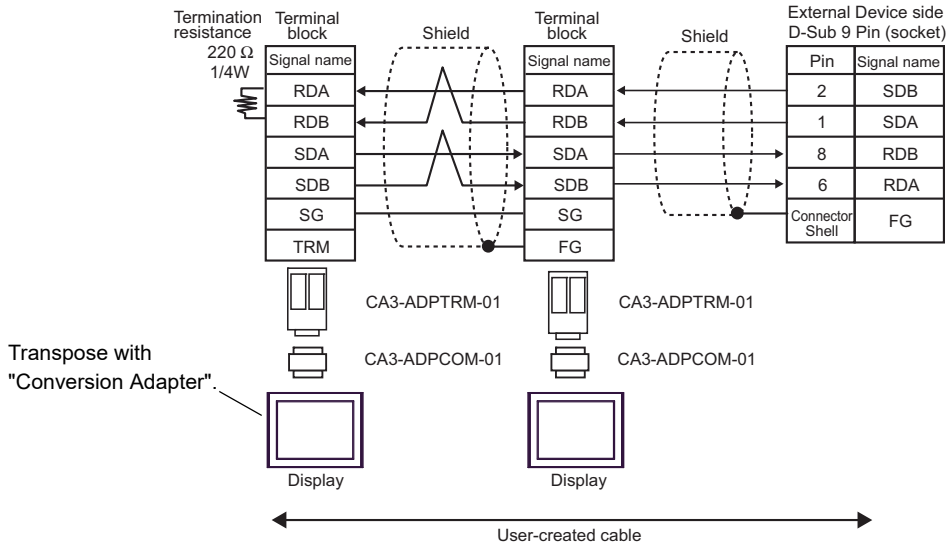 Termination
resistance
220 Ω
1/4W
Terminal
block
Shield
Terminal
block
Shield
External Device side
D-Sub 9 Pin (socket)
Signal name
Signal name
Pin Signal name
RDA
RDA
2 SDB
RDB
RDB
1 SDA
SDA
SDA
8 RDB
SDB
SDB
6 RDA
SG
SG
Connector
Shell
FG
TRM
FG
CA3-ADPTRM-01
CA3-ADPTRM-01
CA3-ADPCOM-01
CA3-ADPCOM-01
Transpose with
"Conversion Adapter".
Display
Display
User-created cable